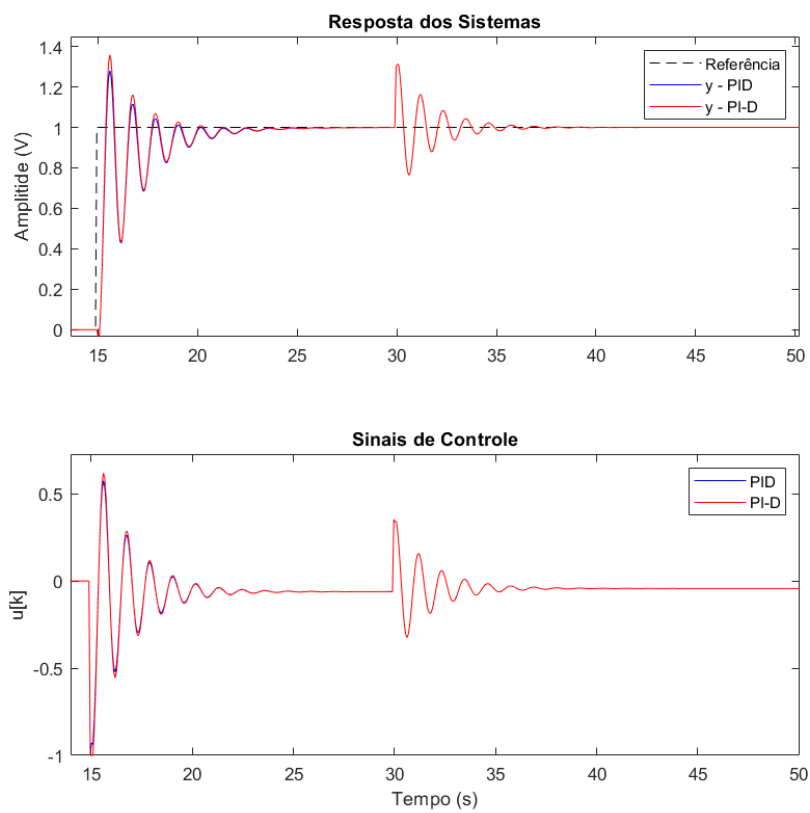 Resposta dos Sistemas
1.4
1.2
1
0.8
0.6
0.4
0.2
0
Amplitide (V)
Referência
y - PID
y - PI-D
15
20
25
30
35
40
45
50
Sinais de Controle
0.5
0
-0.5
-1
u[k]
PID
PI-D
15
20
25
30
35
40
45
50
Tempo (s)